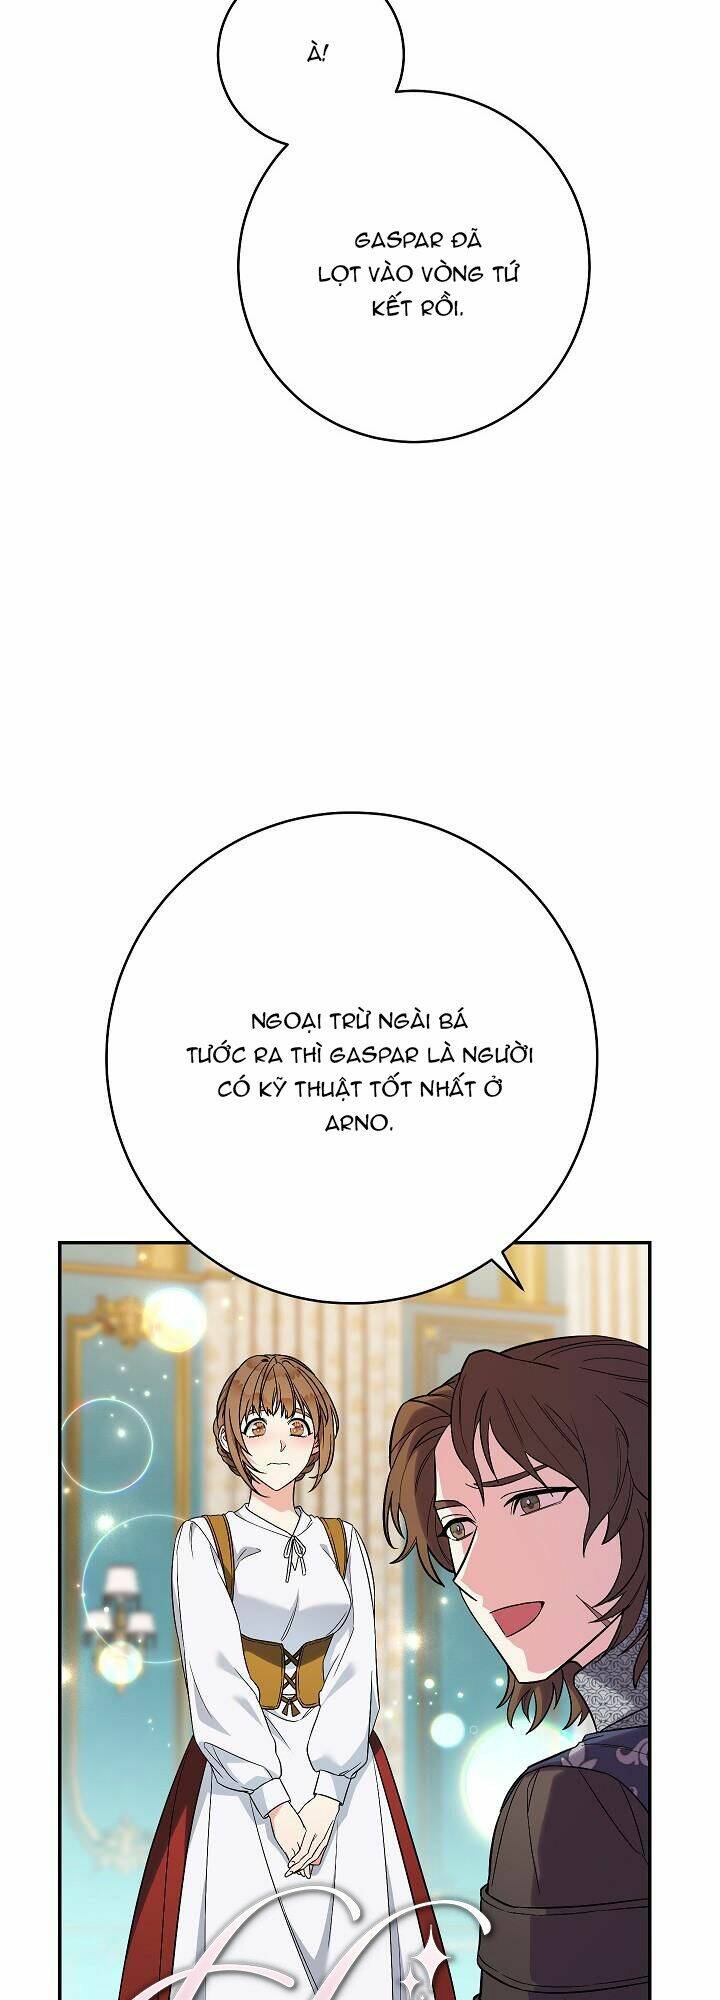 À!
GASPAR ĐÃ
LỌT VÀO VÒNG TỨ
KẾT RỒI.
NGOẠI TRỪ NGÀI BÁ
TƯỚC RA THÌ GASPAR LÀ NGƯỜI
CÓ KỸ THUẬT TỐT NHẤT Ở
ARNO.